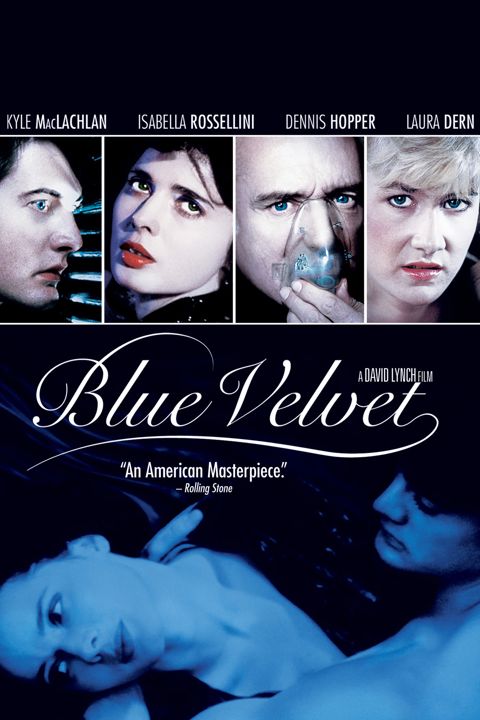 KYLE MACLACHLAN ISABELLA ROSSELLINI DENNIS HOPPER LAURA DERN
A DAVID LYNCH FILM
Blue Velvet
“An American Masterpiece.”
– Rolling Stone